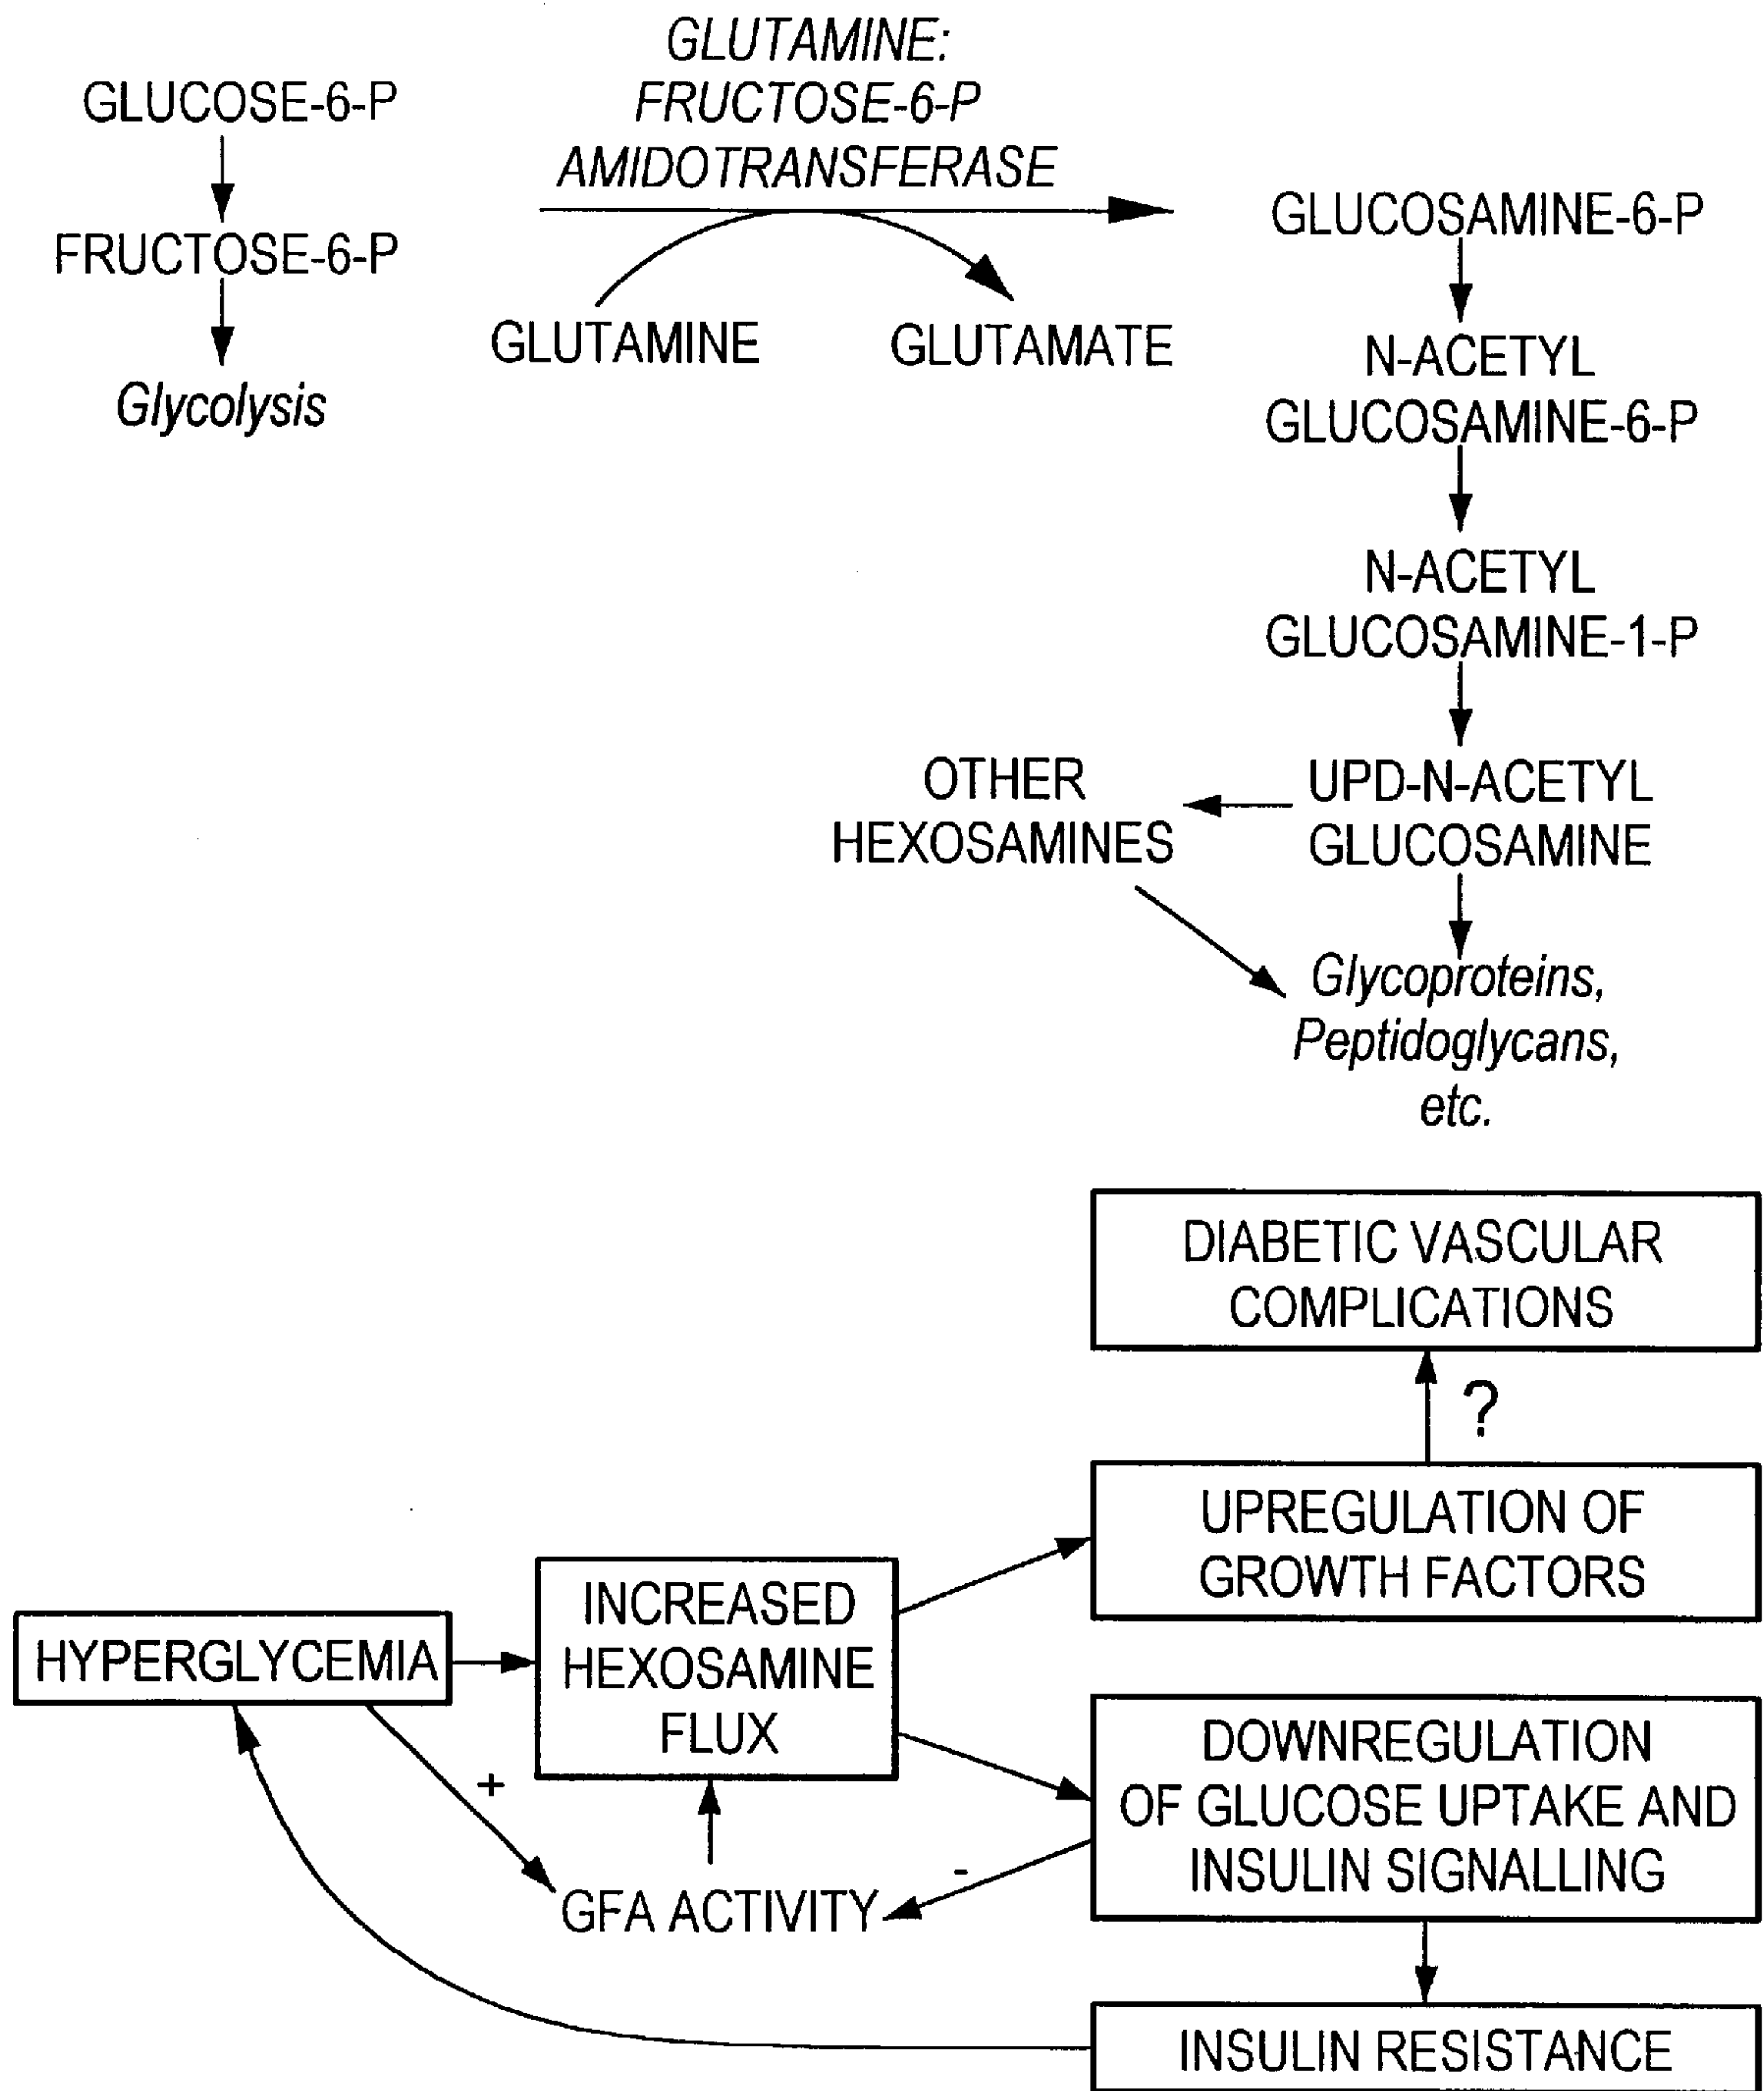 GLUCOSE-6-P
FRUCTOSE-6-P
Glycolysis
GLUTAMINE:
FRUCTOSE-6-P
AMIDOTRANSFERASE
GLUTAMINE
GLUTAMATE
GLUCOSAMINE-6-P
N-ACETYL
GLUCOSAMINE-6-P
N-ACETYL
GLUCOSAMINE-1-P
UPD-N-ACETYL
GLUCOSAMINE
OTHER
HEXOSAMINES
Glycoproteins,
Peptidoglycans,
etc.
DIABETIC VASCULAR
COMPLICATIONS
?
UPREGULATION OF
GROWTH FACTORS
HYPERGLYCEMIA
INCREASED
HEXOSAMINE
FLUX
DOWNREGULATION
OF GLUCOSE UPTAKE AND
INSULIN SIGNALLING
+
-
GFA ACTIVITY
INSULIN RESISTANCE